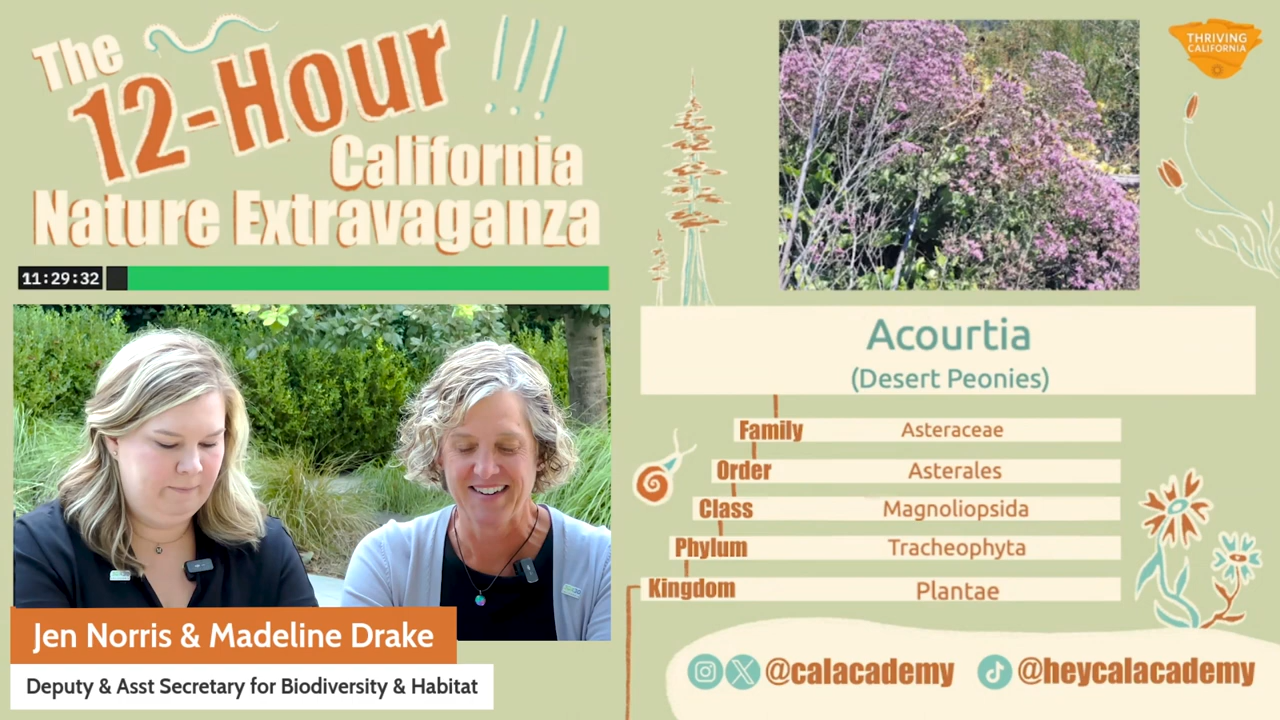 The
12-Hour !!!
California
Nature Extravaganza
11:29:32
Jen Norris & Madeline Drake
Deputy & Asst Secretary for Biodiversity & Habitat
THRIVING
CALIFORNIA
Acourtia
(Desert Peonies)
Family Asteraceae
Order Asterales
Class Magnoliopsida
Phylum Tracheophyta
Kingdom Plantae
@calacademy @heycalacademy